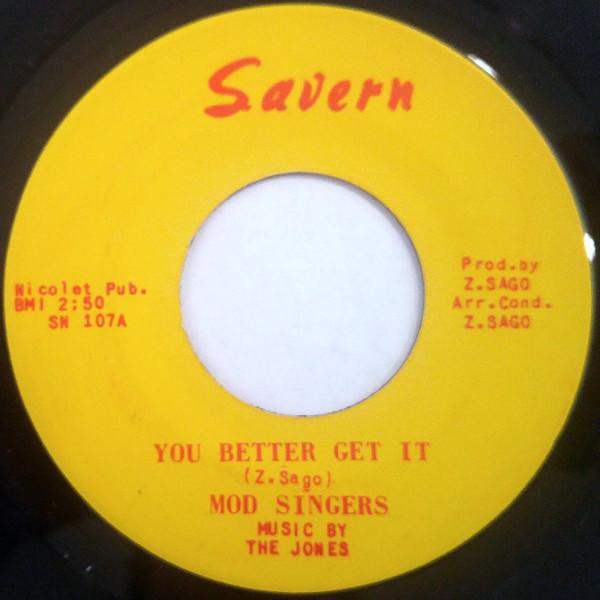 Savern
Nicolet Pub.
BMI 2:50
SN 107A
Prod.by
Z.SAGO
Arr.Cond.
Z.SAGO
YOU BETTER GET IT
(Z.Sago)
MOD SINGERS
MUSIC BY
THE JONES